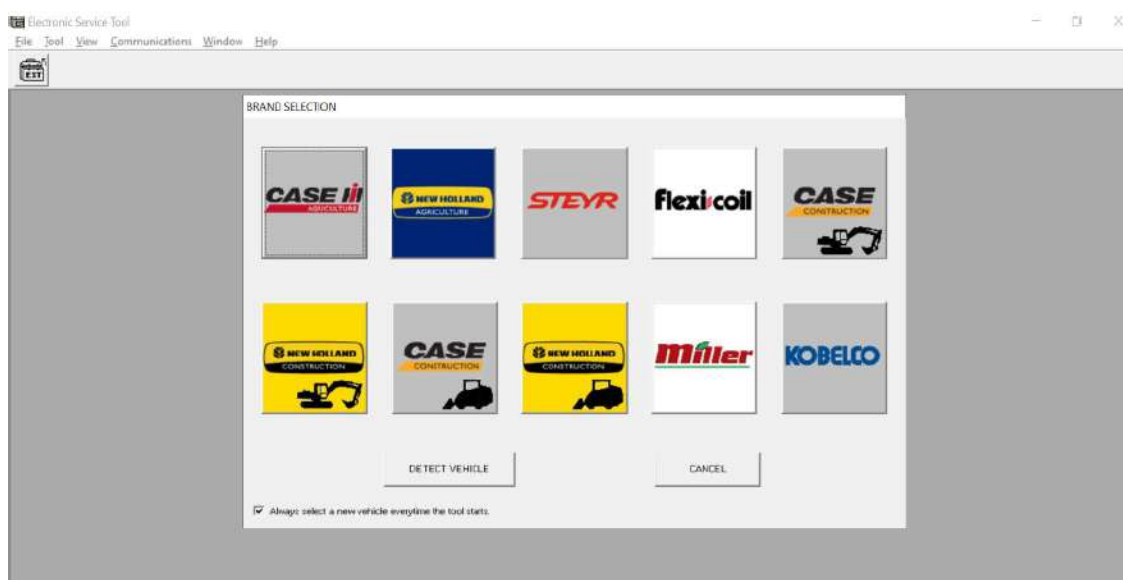 Electronic Service Tool
File Tool View Communications Window Help
EST
BRAND SELECTION
CASE IH
AGRICULTURE
NEW HOLLAND
AGRICULTURE
STEYR
flexi-coil
CASE
CONSTRUCTION
NEW HOLLAND
CONSTRUCTION
CASE
CONSTRUCTION
NEW HOLLAND
CONSTRUCTION
Miller
KOBELCO
DETECT VEHICLE
CANCEL
Always select a new vehicle everytime the tool starts.